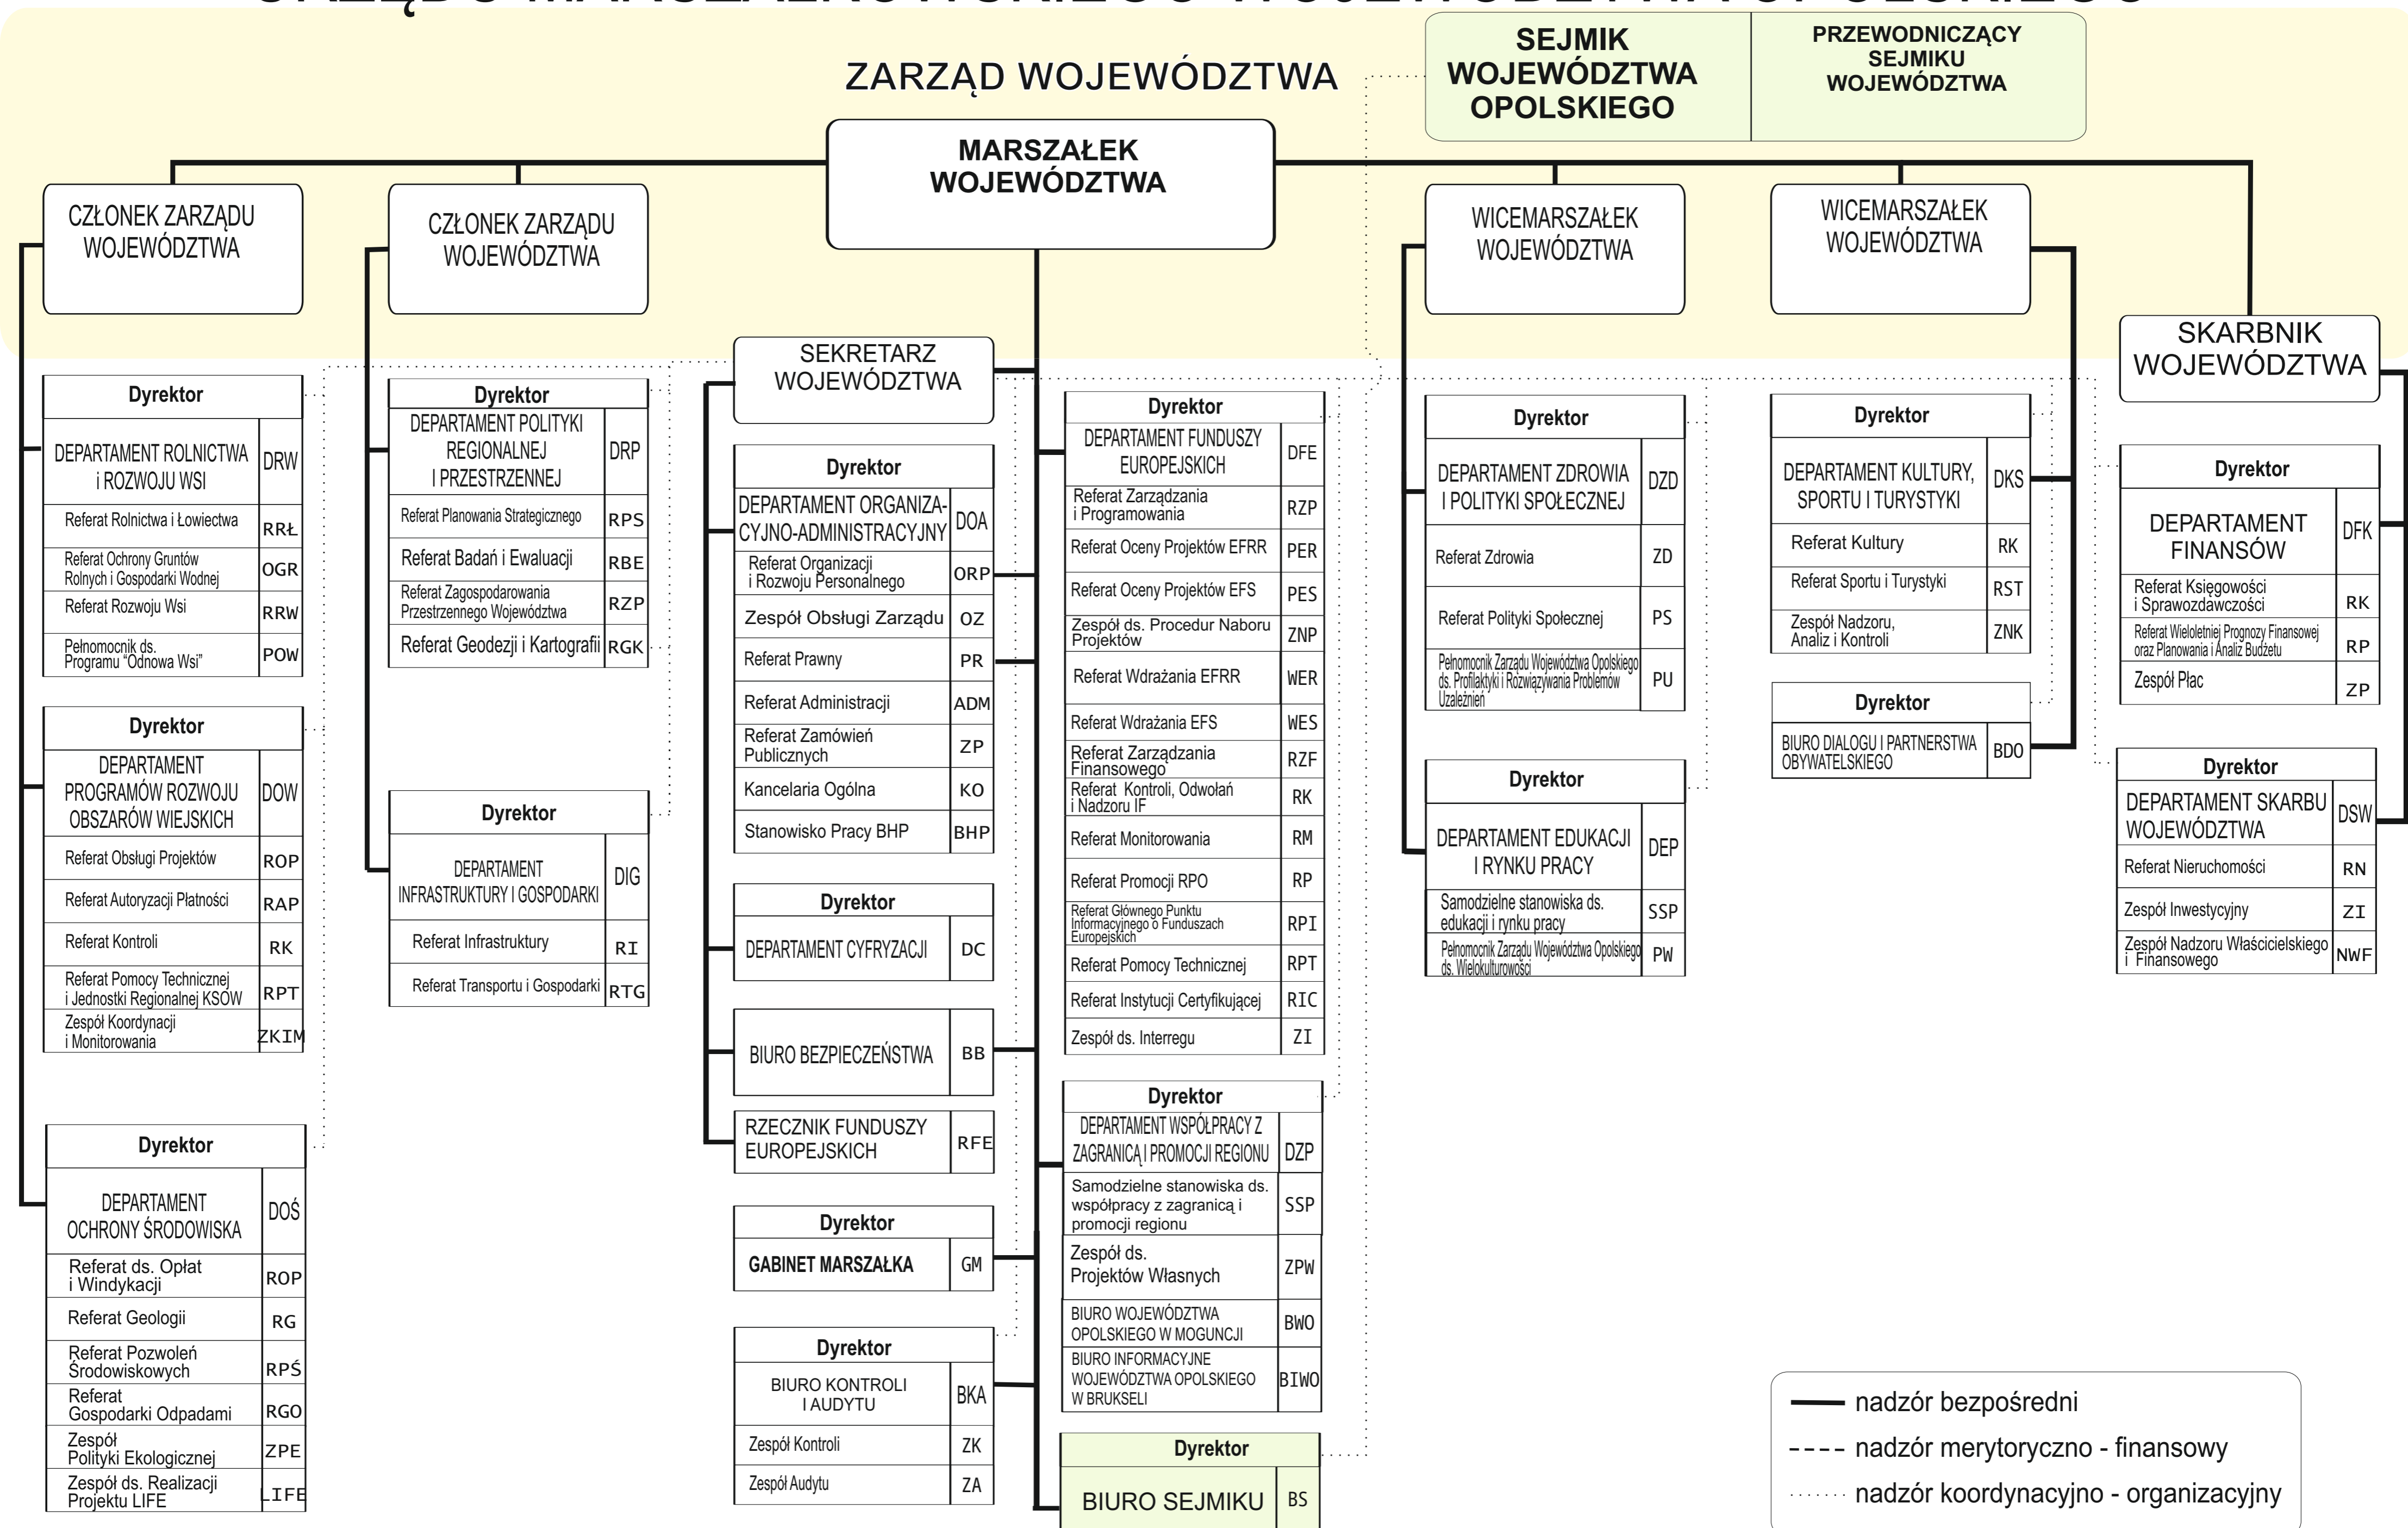 ZARZĄD WOJEWÓDZTWA
SEJMIK
WOJEWÓDZTWA
OPOLSKIEGO
PRZEWODNICZĄCY
SEJMIKU
WOJEWÓDZTWA
MARSZAŁEK
WOJEWÓDZTWA
CZŁONEK ZARZĄDU
WOJEWÓDZTWA
CZŁONEK ZARZĄDU
WOJEWÓDZTWA
WICEMARSZAŁEK
WOJEWÓDZTWA
WICEMARSZAŁEK
WOJEWÓDZTWA
SKARBNIK
WOJEWÓDZTWA
SEKRETARZ
WOJEWÓDZTWA
Dyrektor
DEPARTAMENT ROLNICTWA
i ROZWOJU WSI
DRW
Referat Rolnictwa i Łowiectwa
RRŁ
Referat Ochrony Gruntów
Rolnych i Gospodarki Wodnej
OGR
Referat Rozwoju Wsi
RRW
Pełnomocnik ds.
Programu “Odnowa Wsi”
POW
Dyrektor
DEPARTAMENT
PROGRAMÓW ROZWOJU
OBSZARÓW WIEJSKICH
DOW
Referat Obsługi Projektów
ROP
Referat Autoryzacji Płatności
RAP
Referat Kontroli
RK
Referat Pomocy Technicznej
i Jednostki Regionalnej KSOW
RPT
Zespół Koordynacji
i Monitorowania
ZKIM
Dyrektor
DEPARTAMENT
OCHRONY ŚRODOWISKA
DOŚ
Referat ds. Opłat
i Windykacji
ROP
Referat Geologii
RG
Referat Pozwoleń
Środowiskowych
RPŚ
Referat
Gospodarki Odpadami
RGO
Zespół
Polityki Ekologicznej
ZPE
Zespół ds. Realizacji
Projektu LIFE
LIFE
Dyrektor
DEPARTAMENT POLITYKI
REGIONALNEJ
I PRZESTRZENNEJ
DRP
Referat Planowania Strategicznego
RPS
Referat Badań i Ewaluacji
RBE
Referat Zagospodarowania
Przestrzennego Województwa
RZP
Referat Geodezji i Kartografii
RGK
Dyrektor
DEPARTAMENT
INFRASTRUKTURY I GOSPODARKI
DIG
Referat Infrastruktury
RI
Referat Transportu i Gospodarki
RTG
Dyrektor
DEPARTAMENT ORGANIZA-
CYJNO-ADMINISTRACYJNY
DOA
Referat Organizacji
i Rozwoju Personalnego
ORP
Zespół Obsługi Zarządu
OZ
Referat Prawny
PR
Referat Administracji
ADM
Referat Zamówień
Publicznych
ZP
Kancelaria Ogólna
KO
Stanowisko Pracy BHP
BHP
Dyrektor
DEPARTAMENT CYFRYZACJI
DC
BIURO BEZPIECZEŃSTWA
BB
RZECZNIK FUNDUSZY
EUROPEJSKICH
RFE
Dyrektor
GABINET MARSZAŁKA
GM
Dyrektor
BIURO KONTROLI
I AUDYTU
BKA
Zespół Kontroli
ZK
Zespół Audytu
ZA
Dyrektor
DEPARTAMENT FUNDUSZY
EUROPEJSKICH
DFE
Referat Zarządzania
i Programowania
RZP
Referat Oceny Projektów EFRR
PER
Referat Oceny Projektów EFS
PES
Zespół ds. Procedur Naboru
Projektów
ZNP
Referat Wdrażania EFRR
WER
Referat Wdrażania EFS
WES
Referat Zarządzania
Finansowego
RZF
Referat Kontroli, Odwołań
i Nadzoru IF
RK
Referat Monitorowania
RM
Referat Promocji RPO
RP
Referat Głównego Punktu
Informacyjnego o Funduszach
Europejskich
RPI
Referat Pomocy Technicznej
RPT
Referat Instytucji Certyfikującej
RIC
Zespół ds. Interregu
ZI
Dyrektor
DEPARTAMENT WSPÓŁPRACY Z
ZAGRANICĄ I PROMOCJI REGIONU
DZP
Samodzielne stanowiska ds.
współpracy z zagranicą i
promocji regionu
SSP
Zespół ds.
Projektów Własnych
ZPW
BIURO WOJEWÓDZTWA
OPOLSKIEGO W MOGUNCJI
BWO
BIURO INFORMACYJNE
WOJEWÓDZTWA OPOLSKIEGO
W BRUKSELI
BIWO
Dyrektor
BIURO SEJMIKU
BS
Dyrektor
DEPARTAMENT ZDROWIA
I POLITYKI SPOŁECZNEJ
DZD
Referat Zdrowia
ZD
Referat Polityki Społecznej
PS
Pełnomocnik Zarządu Województwa Opolskiego
ds. Profilaktyki i Rozwiązywania Problemów
Uzależnień
PU
Dyrektor
DEPARTAMENT EDUKACJI
I RYNKU PRACY
DEP
Samodzielne stanowiska ds.
edukacji i rynku pracy
SSP
Pełnomocnik Zarządu Województwa Opolskiego
ds. Wielokulturowości
PW
Dyrektor
DEPARTAMENT KULTURY,
SPORTU I TURYSTYKI
DKS
Referat Kultury
RK
Referat Sportu i Turystyki
RST
Zespół Nadzoru,
Analiz i Kontroli
ZNK
Dyrektor
BIURO DIALOGU I PARTNERSTWA
OBYWATELSKIEGO
BDO
Dyrektor
DEPARTAMENT
FINANSÓW
DFK
Referat Księgowości
i Sprawozdawczości
RK
Referat Wieloletniej Prognozy Finansowej
oraz Planowania i Analiz Budżetu
RP
Zespół Płac
ZP
Dyrektor
DEPARTAMENT SKARBU
WOJEWÓDZTWA
DSW
Referat Nieruchomości
RN
Zespół Inwestycyjny
ZI
Zespół Nadzoru Właścicielskiego
i Finansowego
NWF
nadzór bezpośredni
nadzór merytoryczno - finansowy
nadzór koordynacyjno - organizacyjny